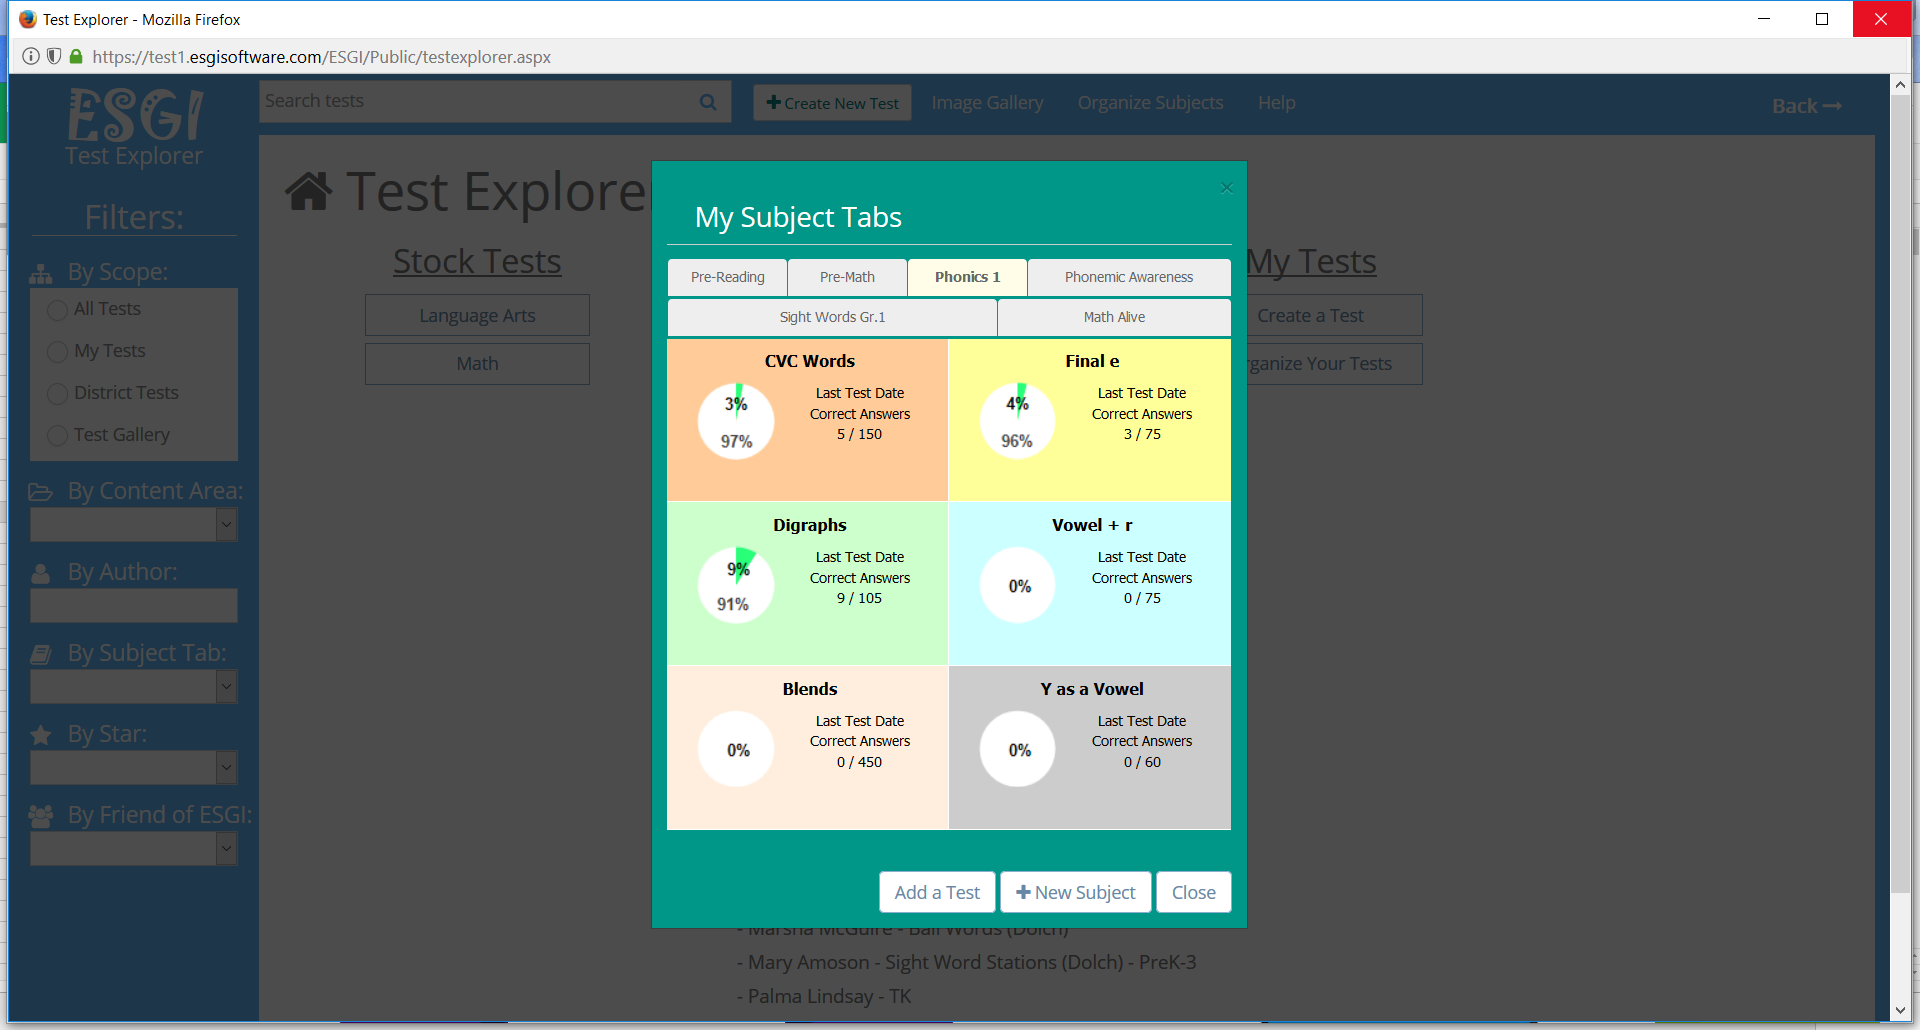 Test Explorer - Mozilla Firefox
https://test1.esgisoftware.com/ESGI/Public/testexplorer.aspx
ESGI
Test Explorer
Search tests
Create New Test
Image Gallery
Organize Subjects
Help
Back
Filters:
By Scope:
All Tests
My Tests
District Tests
Test Gallery
By Content Area:
By Author:
By Subject Tab:
By Star:
By Friend of ESGI:
Test Explore
Stock Tests
Language Arts
Math
My Tests
Create a Test
ganize Your Tests
My Subject Tabs
Pre-Reading
Pre-Math
Phonics 1
Phonemic Awareness
Sight Words Gr.1
Math Alive
CVC Words
3%
97%
Last Test Date
Correct Answers
5 / 150
Final e
4%
96%
Last Test Date
Correct Answers
3 / 75
Digraphs
9%
91%
Last Test Date
Correct Answers
9 / 105
Vowel + r
0%
Last Test Date
Correct Answers
0 / 75
Blends
0%
Last Test Date
Correct Answers
0 / 450
Y as a Vowel
0%
Last Test Date
Correct Answers
0 / 60
Add a Test
New Subject
Close
- Marsha McGuire - Ball Words (Dolch)
- Mary Amoson - Sight Word Stations (Dolch) - PreK-3
- Palma Lindsay - TK